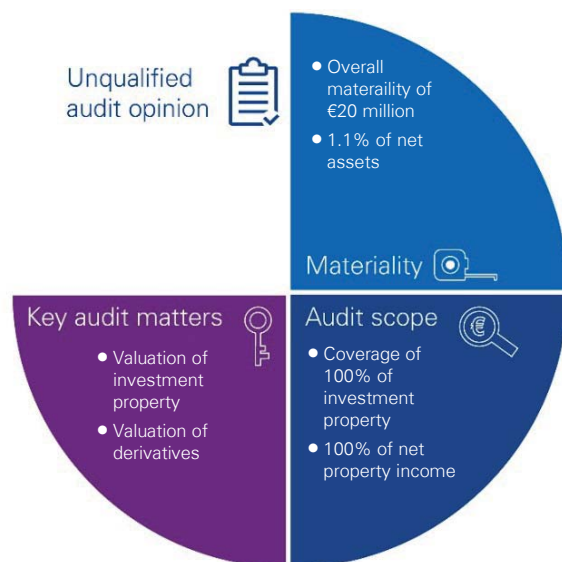 Unqualified
audit opinion
• Overall
materaility of
€20 million
• 1.1% of net
assets
Materiality
Key audit matters
• Valuation of
investment
property
• Valuation of
derivatives
Audit scope
€
• Coverage of
100% of
investment
property
• 100% of net
property income